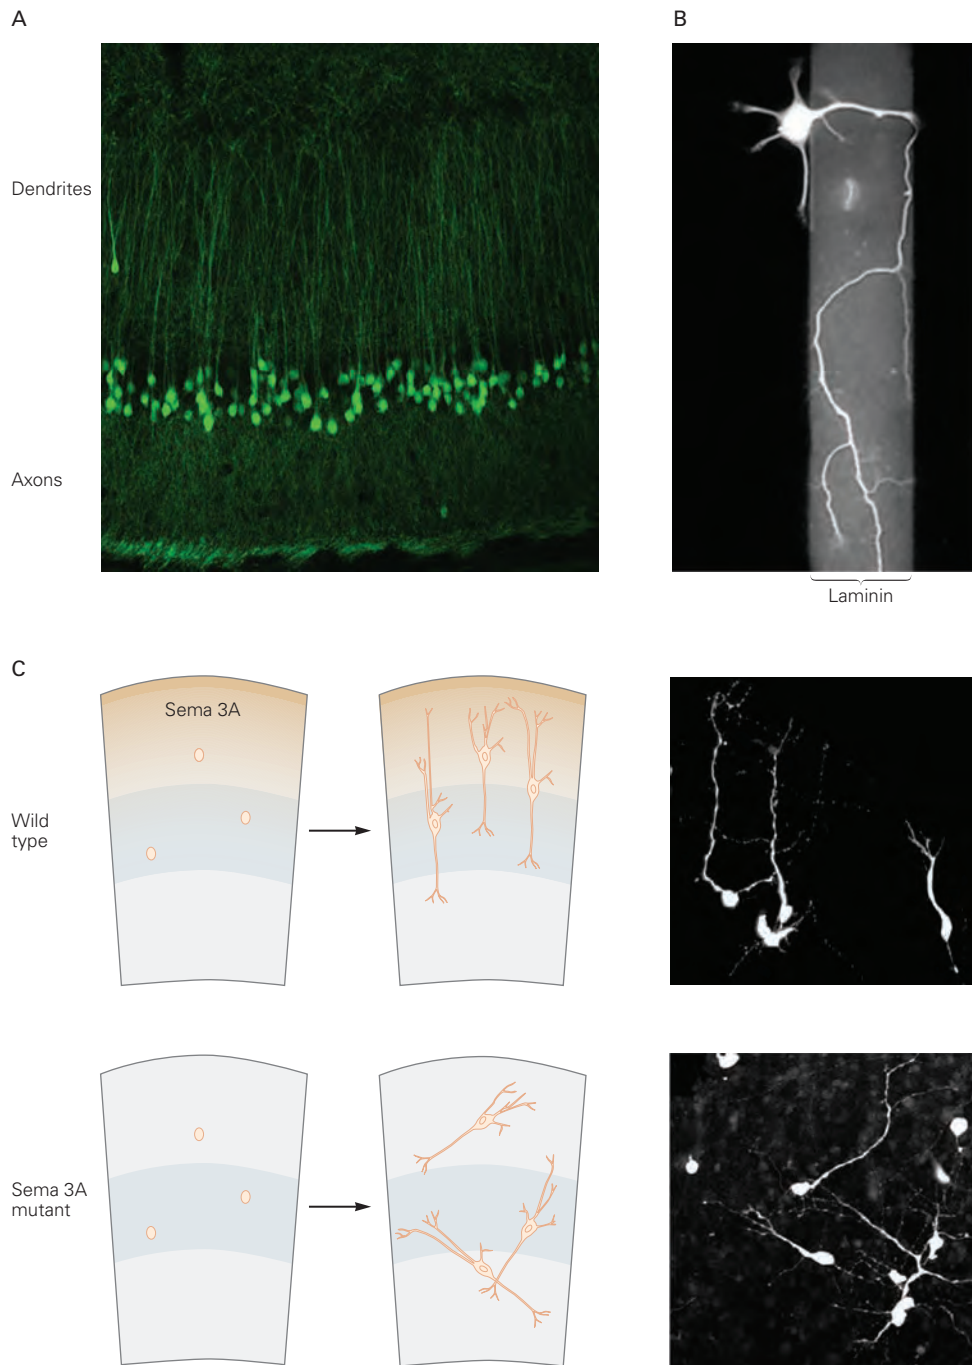 A
B
Dendrites
Axons
Laminin
C
Sema 3A
Wild
type
Sema 3A
mutant